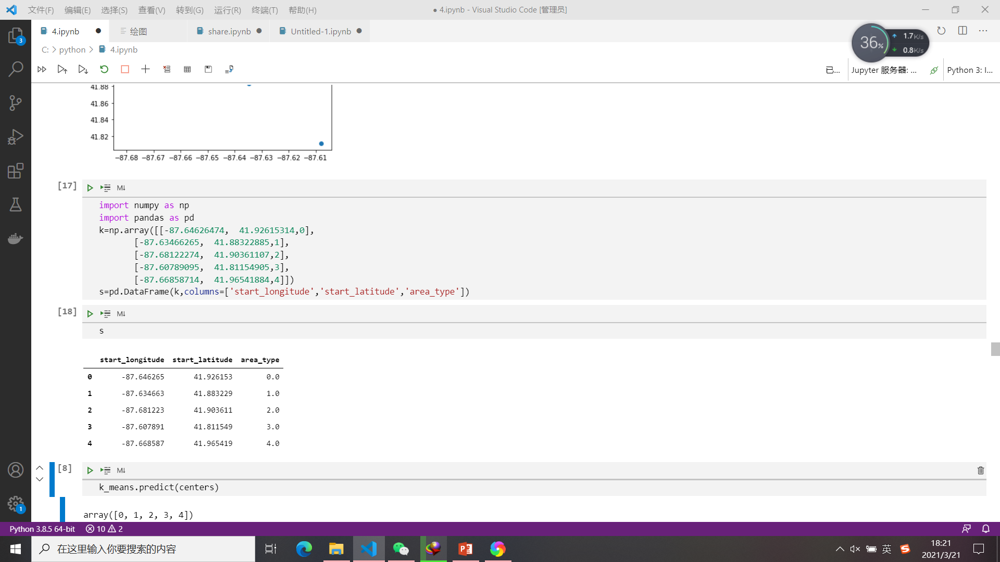 文件(F) 编辑(E) 选择(S) 查看(V) 转到(G) 运行(R) 终端(T) 帮助(H) ● 4.ipynb - Visual Studio Code [管理员]
4.ipynb 绘图 share.ipynb Untitled-1.ipynb
36% 1.7K/s
0.8K/s
C: python 4.ipynb
已... Jupyter 服务器: ... Python 3: I...
41.88
41.86
41.84
41.82
−87.68 −87.67 −87.66 −87.65 −87.64 −87.63 −87.62 −87.61
[17] M↓
import numpy as np
import pandas as pd
k=np.array([[-87.64626474,  41.92615314,0],
[-87.63466265,  41.88322885,1],
[-87.68122274,  41.90361107,2],
[-87.60789095,  41.81154905,3],
[-87.66858714,  41.96541884,4]])
s=pd.DataFrame(k,columns=['start_longitude','start_latitude','area_type'])
[18] M↓
s
start_longitude start_latitude area_type
0 -87.646265 41.926153 0.0
1 -87.634663 41.883229 1.0
2 -87.681223 41.903611 2.0
3 -87.607891 41.811549 3.0
4 -87.668587 41.965419 4.0
[8] M↓
k_means.predict(centers)
array([0, 1, 2, 3, 4])
3
1
Python 3.8.5 64-bit 10 2
在这里输入你要搜索的内容
英
18:21
2021/3/21